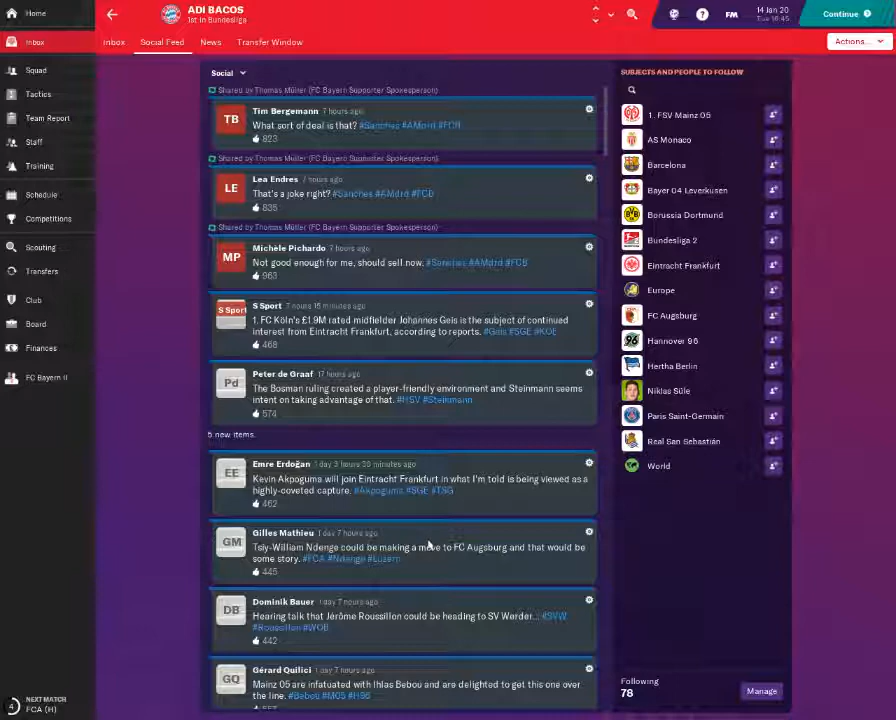 Home
ADI BACOS
1st in Bundesliga
14 Jan 20
Tue 16:45
FM
Continue
Inbox
Inbox
Social Feed
News
Transfer Window
Actions...
Squad
Tactics
Team Report
Staff
Training
Schedule
Competitions
Scouting
Transfers
Club
Board
Finances
FC Bayern II
4
NEXT MATCH
FCA (H)
Social
Shared by Thomas Müller (FC Bayern Supporter Spokesperson)
TB
Tim Bergemann 7 hours ago
What sort of deal is that? #Sanches #AMdrd #FCB
823
Shared by Thomas Müller (FC Bayern Supporter Spokesperson)
LE
Lea Endres 7 hours ago
That's a joke right? #Sanches #AMdrd #FCB
835
Shared by Thomas Müller (FC Bayern Supporter Spokesperson)
MP
Michèle Pichardo 7 hours ago
Not good enough for me, should sell now. #Sanches #AMdrd #FCB
963
S Sport
S Sport 7 hours 15 minutes ago
1. FC Köln's £1.9M rated midfielder Johannes Geis is the subject of continued
interest from Eintracht Frankfurt, according to reports. #Geis #SGE #KOE
468
Pd
Peter de Graaf 17 hours ago
The Bosman ruling created a player-friendly environment and Steinmann seems
intent on taking advantage of that. #HSV #Steinmann
574
5 new items.
EE
Emre Erdoğan 1 day 3 hours 30 minutes ago
Kevin Akpoguma will join Eintracht Frankfurt in what I'm told is being viewed as a
highly-coveted capture. #Akpoguma #SGE #TSG
462
GM
Gilles Mathieu 1 day 7 hours ago
Tsiy-William Ndenge could be making a move to FC Augsburg and that would be
some story. #FCA #Ndenge #Luzern
445
DB
Dominik Bauer 1 day 7 hours ago
Hearing talk that Jérôme Roussillon could be heading to SV Werder... #SVW
#Roussillon #WOB
442
GQ
Gérard Quilici 1 day 7 hours ago
Mainz 05 are infatuated with Ihlas Bebou and are delighted to get this one over
the line. #Bebou #M05 #H96
SUBJECTS AND PEOPLE TO FOLLOW
1. FSV Mainz 05
AS Monaco
Barcelona
Bayer 04 Leverkusen
Borussia Dortmund
Bundesliga 2
Eintracht Frankfurt
Europe
FC Augsburg
Hannover 96
Hertha Berlin
Niklas Süle
Paris Saint-Germain
Real San Sebastián
World
Following
78
Manage